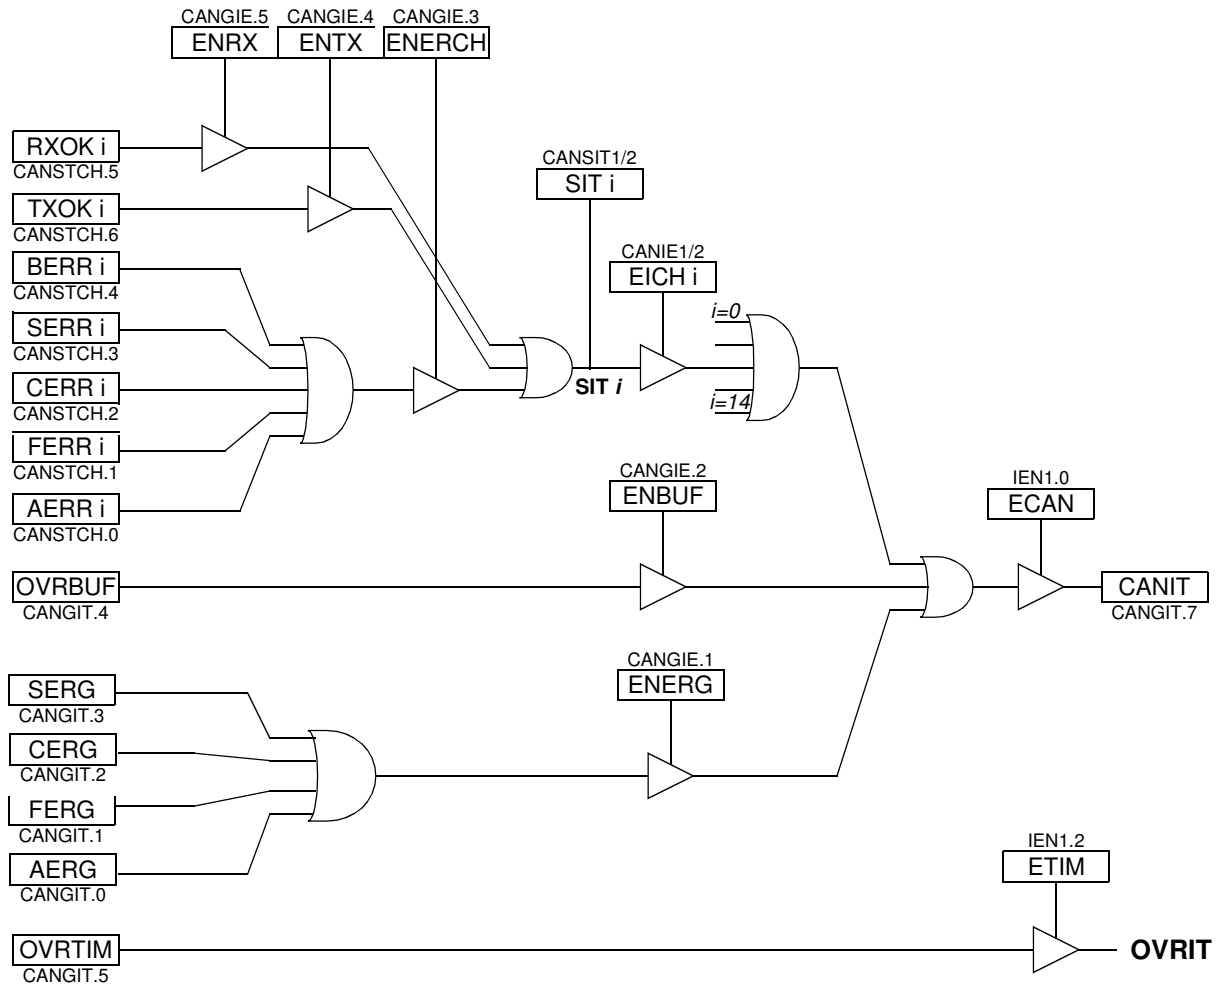 CANGIE.5 CANGIE.4 CANGIE.3
ENRX ENTX ENERCH
RXOK i
CANSTCH.5
CANSIT1/2
SIT i
TXOK i
CANSTCH.6
BERR i
CANSTCH.4
CANIE1/2
EICH i
i=0
SERR i
CANSTCH.3
SIT i
CERR i
CANSTCH.2
i=14
FERR i
CANSTCH.1
CANGIE.2
ENBUF
IEN1.0
ECAN
AERR i
CANSTCH.0
OVRBUF
CANGIT.4
CANIT
CANGIT.7
CANGIE.1
ENERG
SERG
CANGIT.3
CERG
CANGIT.2
FERG
CANGIT.1
IEN1.2
ETIM
AERG
CANGIT.0
OVRTIM
CANGIT.5
OVRIT